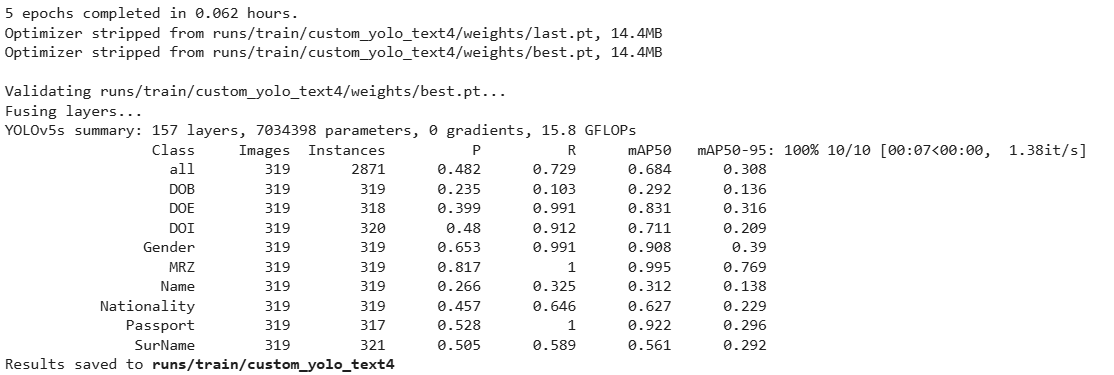 5 epochs completed in 0.062 hours.
Optimizer stripped from runs/train/custom_yolo_text4/weights/last.pt, 14.4MB
Optimizer stripped from runs/train/custom_yolo_text4/weights/best.pt, 14.4MB
Validating runs/train/custom_yolo_text4/weights/best.pt...
Fusing layers...
YOLOv5s summary: 157 layers, 7034398 parameters, 0 gradients, 15.8 GFLOPs
Class Images Instances P R mAP50 mAP50-95: 100% 10/10 [00:07<00:00, 1.38it/s]
all 319 2871 0.482 0.729 0.684 0.308
DOB 319 319 0.235 0.103 0.292 0.136
DOE 319 318 0.399 0.991 0.831 0.316
DOI 319 320 0.48 0.912 0.711 0.209
Gender 319 319 0.653 0.991 0.908 0.39
MRZ 319 319 0.817 1 0.995 0.769
Name 319 319 0.266 0.325 0.312 0.138
Nationality 319 319 0.457 0.646 0.627 0.229
Passport 319 317 0.528 1 0.922 0.296
SurName 319 321 0.505 0.589 0.561 0.292
Results saved to runs/train/custom_yolo_text4